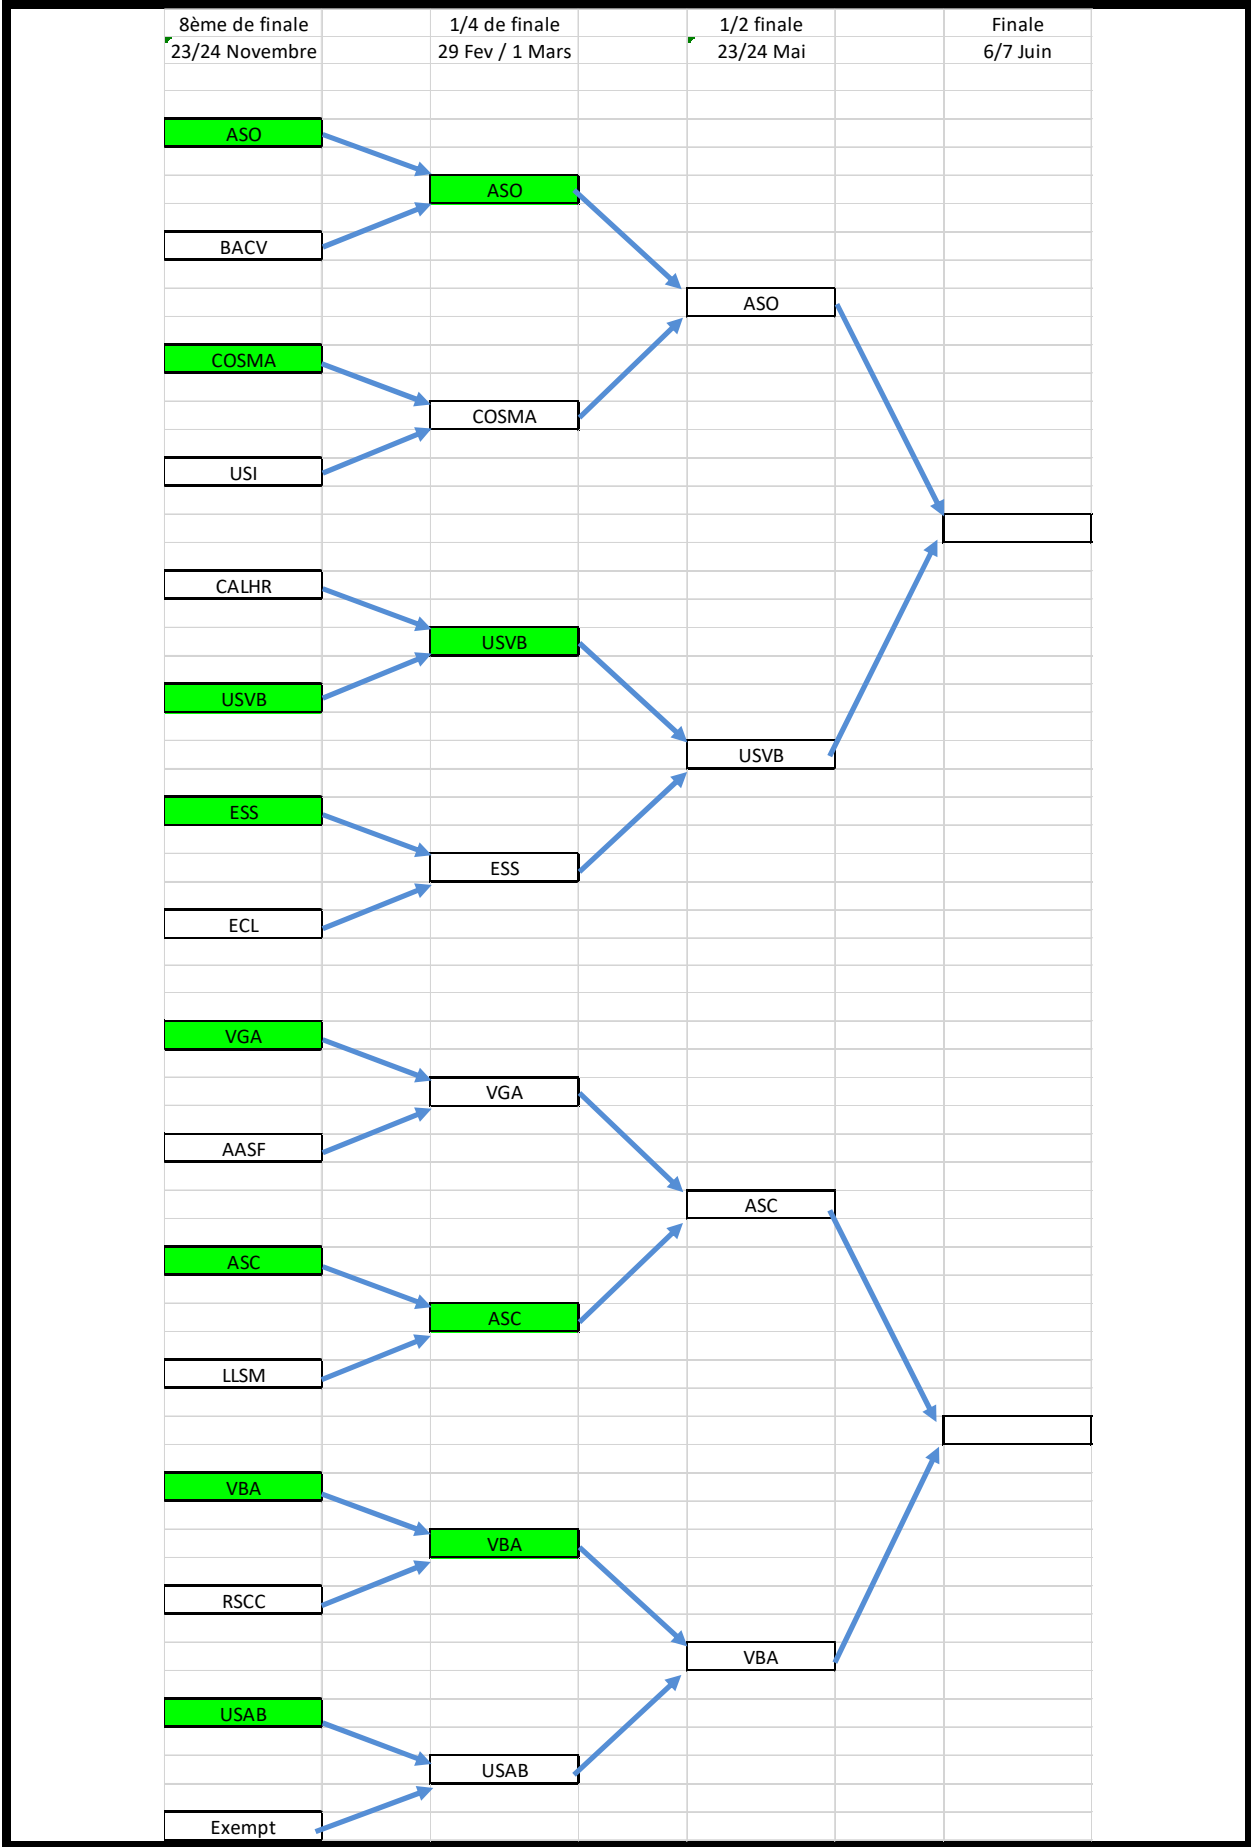 8ème de finale 1/4 de finale 1/2 finale Finale
23/24 Novembre 29 Fev / 1 Mars 23/24 Mai 6/7 Juin
ASO
ASO
BACV
ASO
COSMA
COSMA
USI
CALHR
USVB
USVB
USVB
ESS
ESS
ECL
VGA
VGA
AASF
ASC
ASC
ASC
LLSM
VBA
VBA
RSCC
VBA
USAB
USAB
Exempt